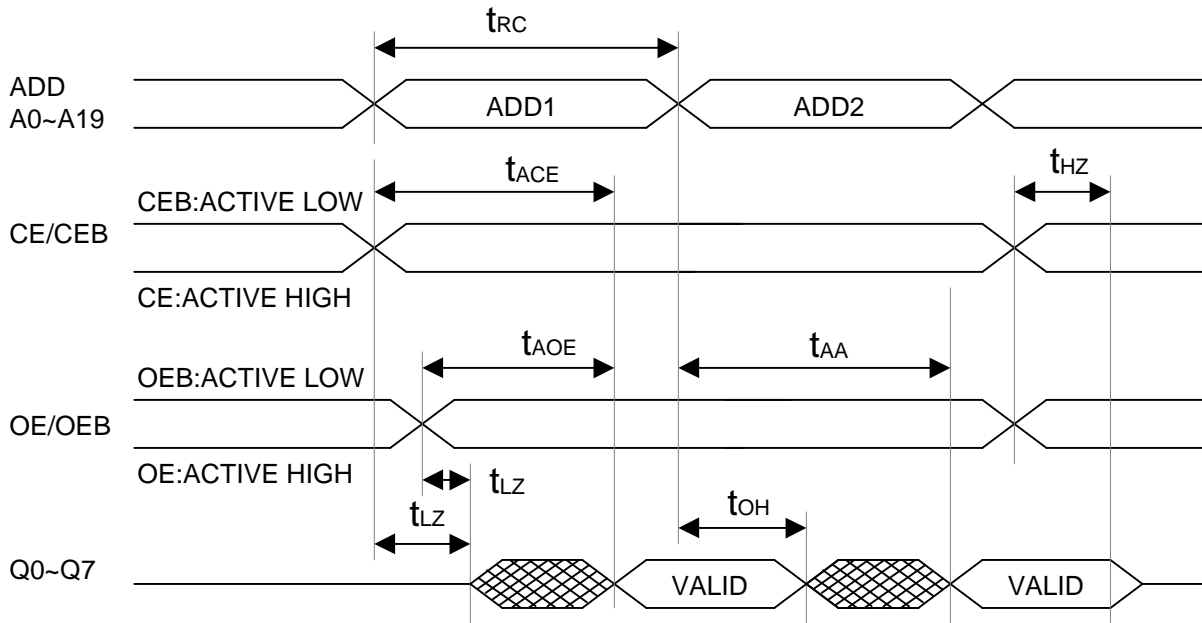 tRC
ADD
A0~A19
ADD1
ADD2
tACE
tHZ
CEB:ACTIVE LOW
CE/CEB
CE:ACTIVE HIGH
tAOE
tAA
OEB:ACTIVE LOW
OE/OEB
OE:ACTIVE HIGH
tLZ
tLZ
tOH
Q0~Q7
VALID
VALID